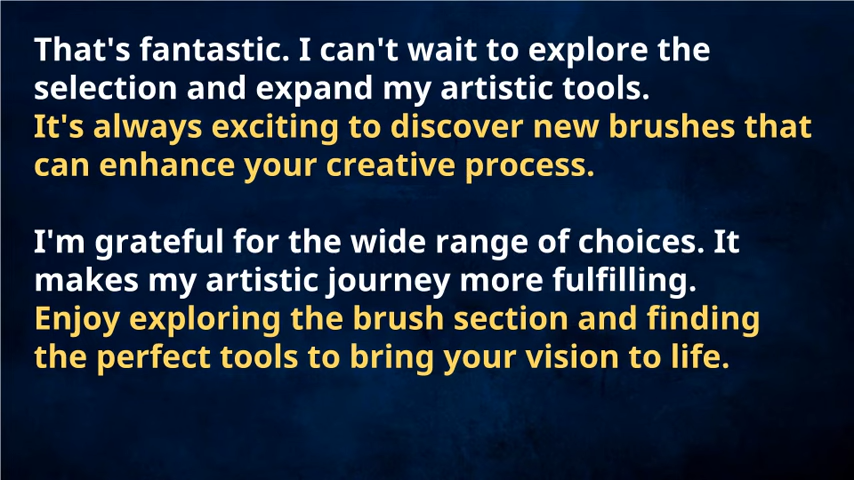 That's fantastic. I can't wait to explore the
selection and expand my artistic tools.
It's always exciting to discover new brushes that
can enhance your creative process.
I'm grateful for the wide range of choices. It
makes my artistic journey more fulfilling.
Enjoy exploring the brush section and finding
the perfect tools to bring your vision to life.